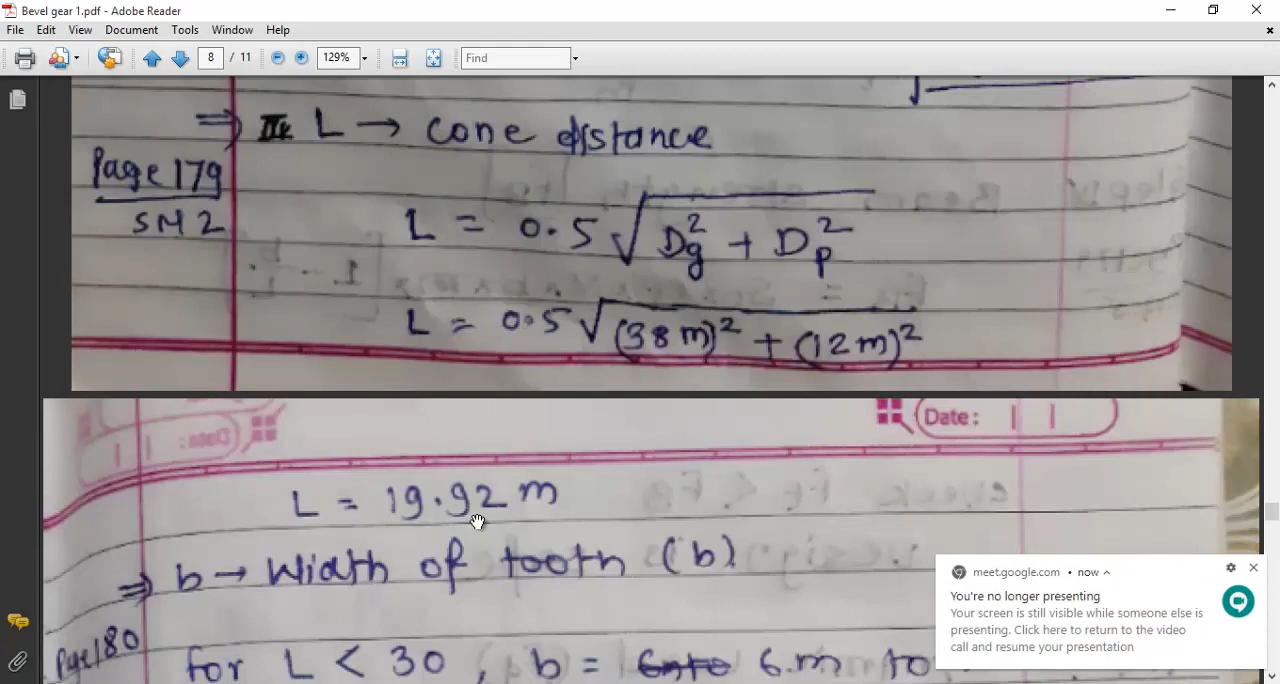 Bevel gear 1.pdf - Adobe Reader
File Edit View Document Tools Window Help
8 / 11 129% Find
⇒ III L → cone distance
Page 179
SM2
L = 0.5 √ Dg² + Dp²
L = 0.5 √ (38 m)² + (12 m)²
Date:
L = 19.92 m
⇒ b → Width of tooth (b)
Page 180
for L < 30, b = 6 m to
meet.google.com • now
You're no longer presenting
Your screen is still visible while someone else is
presenting. Click here to return to the video
call and resume your presentation